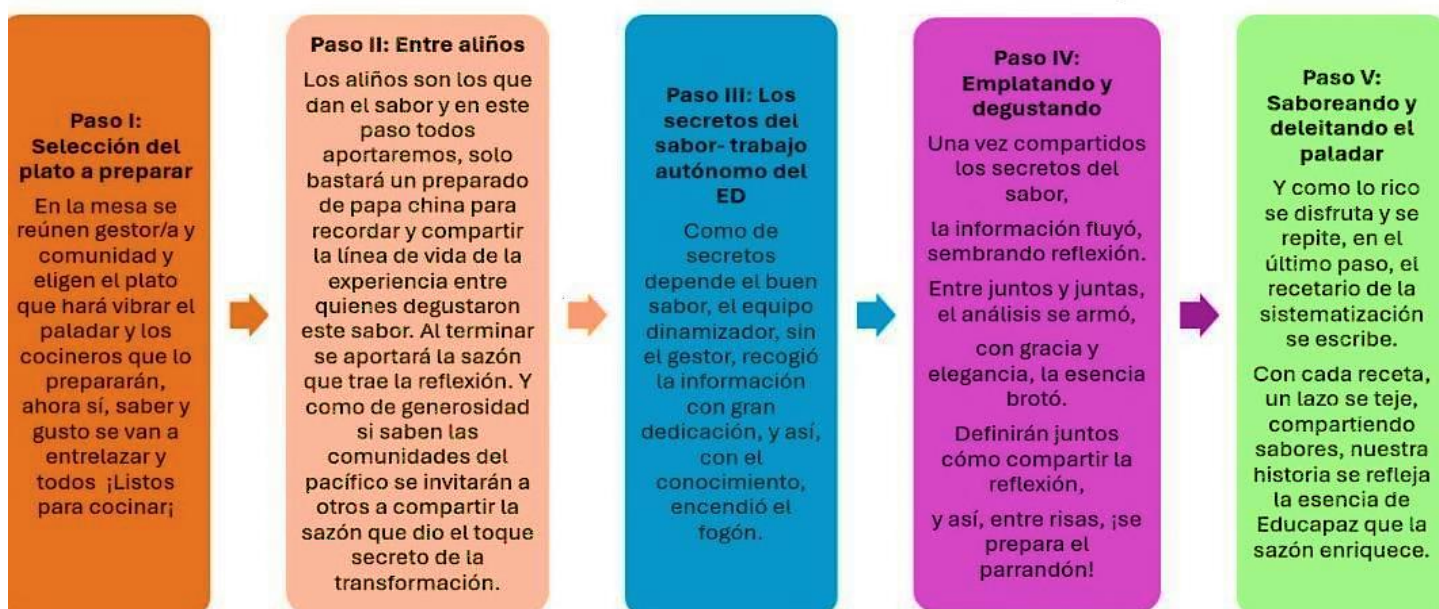 Paso I:
Selección del
plato a preparar
En la mesa se
reúnen gestor/a y
comunidad y
eligen el plato
que hará vibrar el
paladar y los
cocineros que lo
prepararán,
ahora sí, saber y
gusto se van a
entrelazar y
todos ¡Listos
para cocinar¡
Paso II: Entre aliños
Los aliños son los que
dan el sabor y en este
paso todos
aportaremos, solo
bastará un preparado
de papa china para
recordar y compartir
la línea de vida de la
experiencia entre
quienes degustaron
este sabor. Al terminar
se aportará la sazón
que trae la reflexión. Y
como de generosidad
si saben las
comunidades del
pacífico se invitarán a
otros a compartir la
sazón que dio el toque
secreto de la
transformación.
Paso III: Los
secretos del
sabor- trabajo
autónomo del
ED
Como de
secretos
depende el buen
sabor, el equipo
dinamizador, sin
el gestor, recogió
la información
con gran
dedicación, y así,
con el
conocimiento,
encendió el
fogón.
Paso IV:
Emplatando y
degustando
Una vez compartidos
los secretos del
sabor,
la información fluyó,
sembrando reflexión.
Entre juntos y juntas,
el análisis se armó,
con gracia y
elegancia, la esencia
brotó.
Definirán juntos
cómo compartir la
reflexión,
y así, entre risas, ¡se
prepara el
parrandón!
Paso V:
Saboreando y
deleitando el
paladar
Y como lo rico
se disfruta y se
repite, en el
último paso, el
recetario de la
sistematización
se escribe.
Con cada receta,
un lazo se teje,
compartiendo
sabores, nuestra
historia se refleja
la esencia de
Educapaz que la
sazón enriquece.